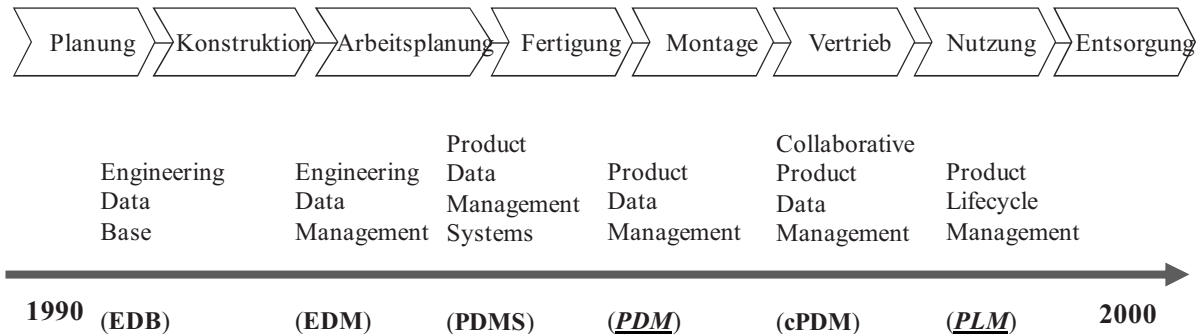 Planung Konstruktion Arbeitsplanung Fertigung Montage Vertrieb Nutzung Entsorgung
Engineering
Data
Base
Engineering
Data
Management
Product
Data
Management
Systems
Product
Data
Management
Collaborative
Product
Data
Management
Product
Lifecycle
Management
1990 (EDB) (EDM) (PDMS) (PDM) (cPDM) (PLM) 2000